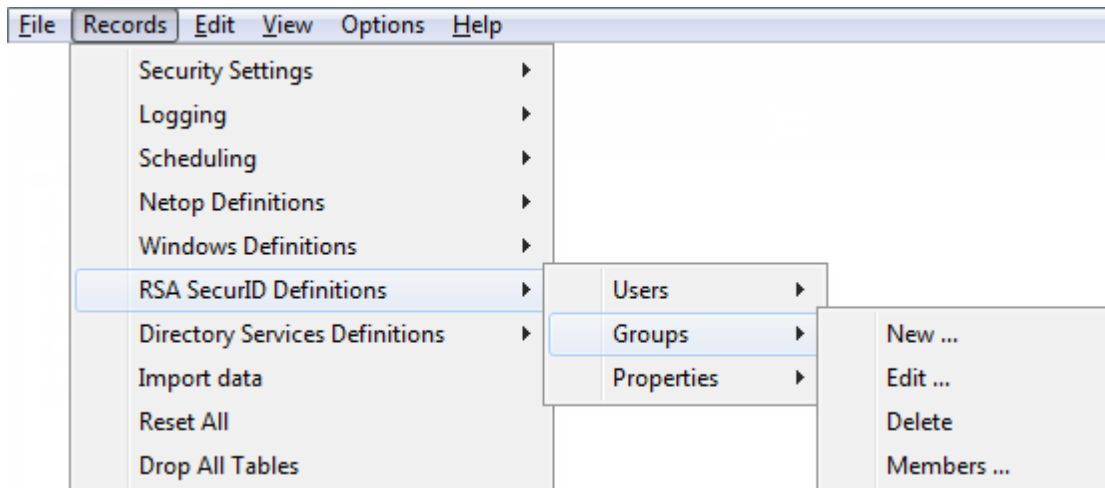 File Records Edit View Options Help
Security Settings
Logging
Scheduling
Netop Definitions
Windows Definitions
RSA SecurID Definitions
Directory Services Definitions
Import data
Reset All
Drop All Tables
Users
Groups
Properties
New ...
Edit ...
Delete
Members ...